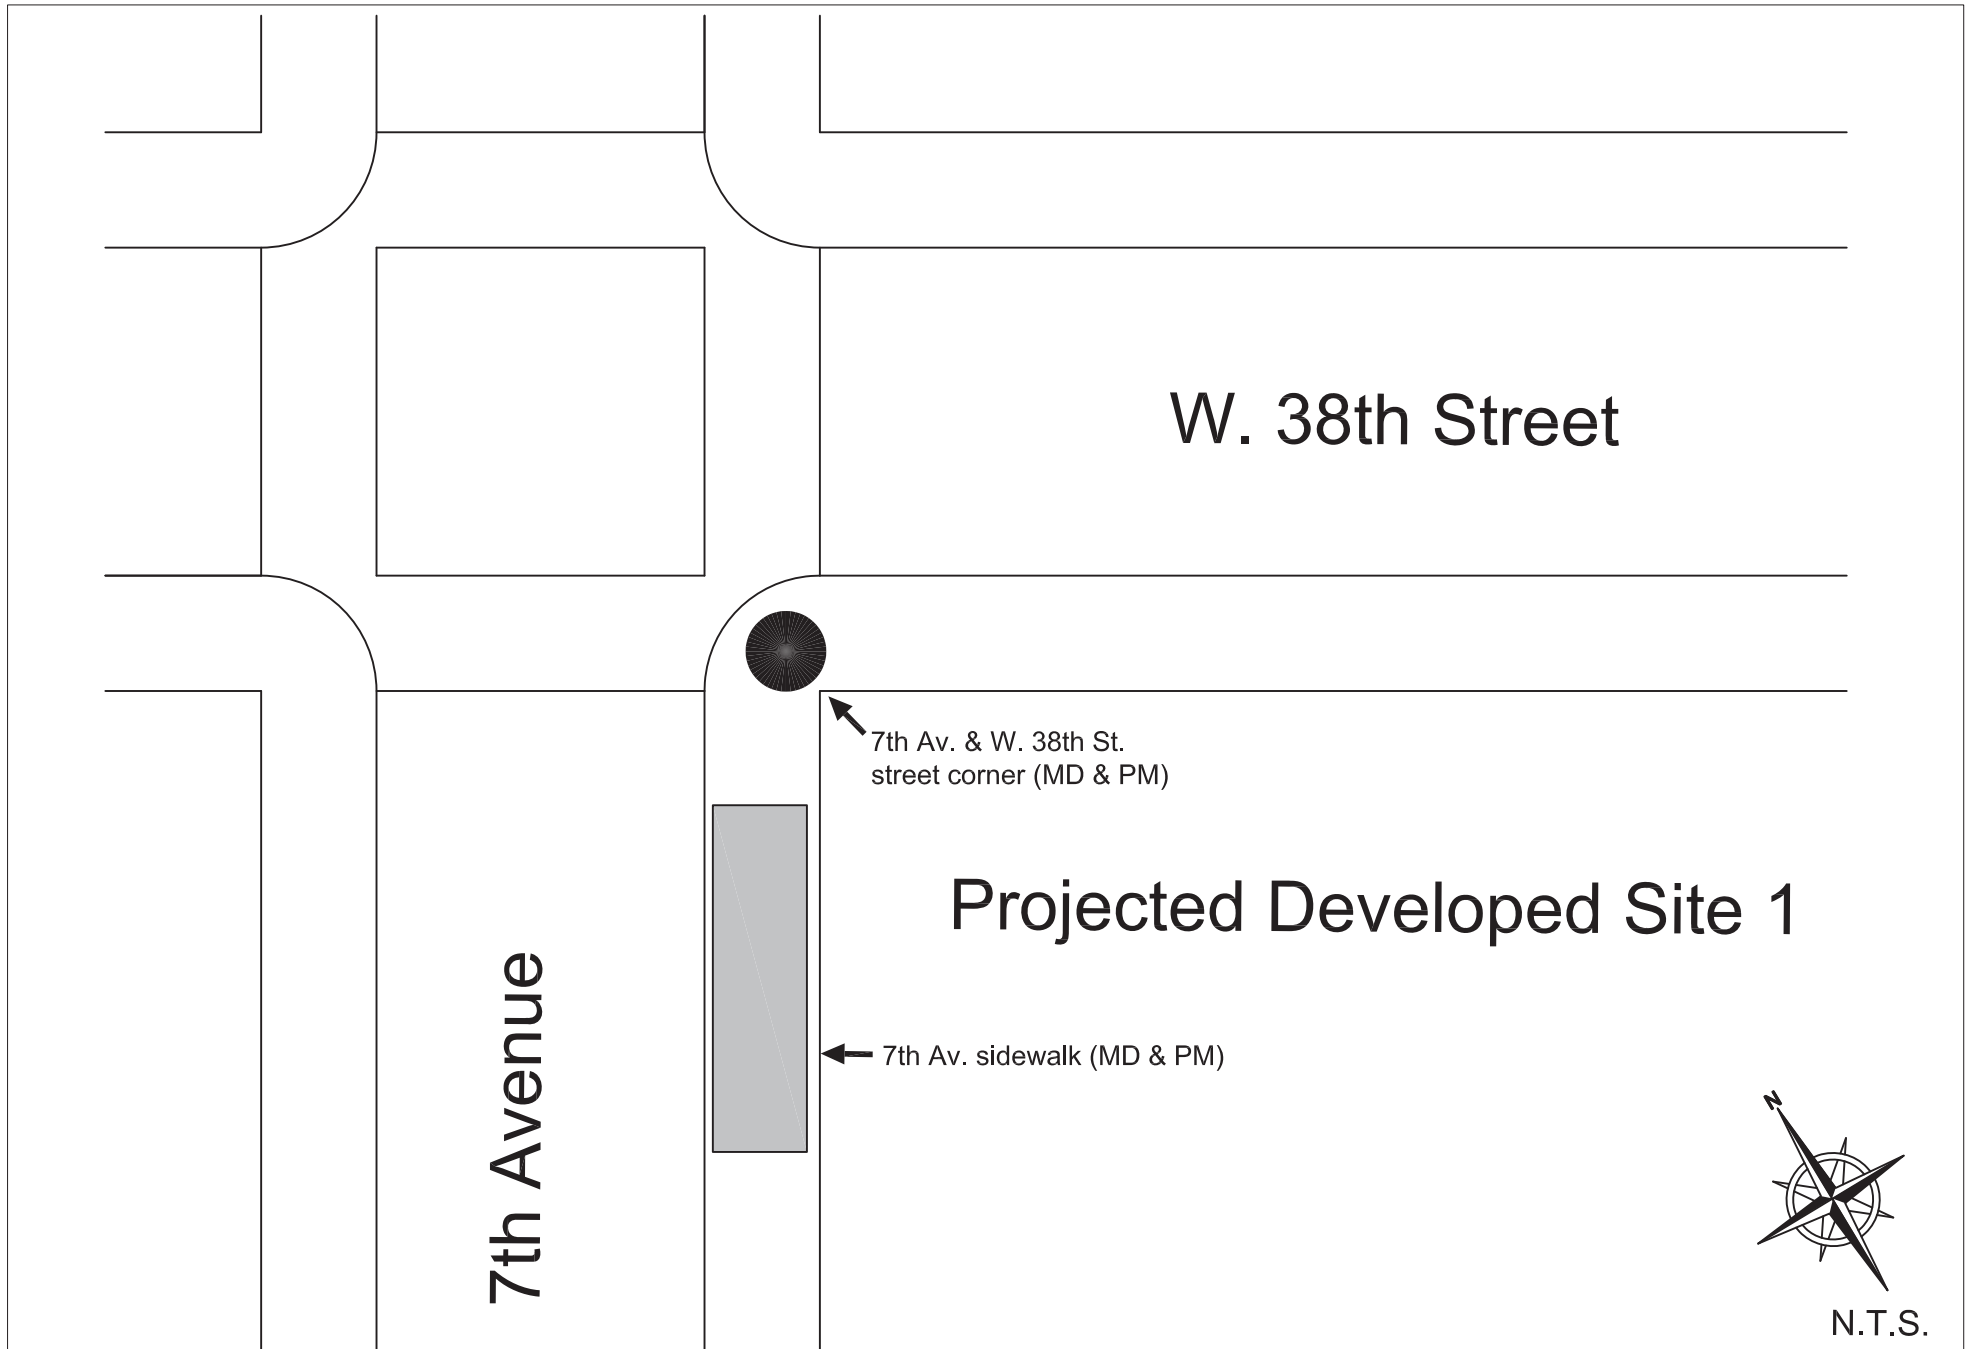 W. 38th Street
7th Av. & W. 38th St.
street corner (MD & PM)
Projected Developed Site 1
7th Avenue
7th Av. sidewalk (MD & PM)
N
N.T.S.